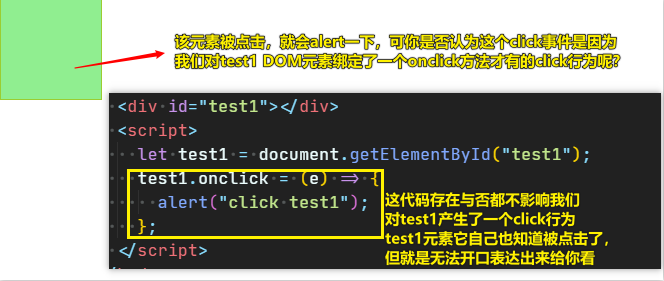 该元素被点击，就会alert一下，可你是否认为这个click事件是因为
我们对test1 DOM元素绑定了一个onclick方法才有的click行为呢?
<div id="test1"></div>
<script>
let test1 = document.getElementById("test1");
test1.onclick = (e) => {
alert("click test1");
};
</script>
这代码存在与否都不影响我们
对test1产生了一个click行为
test1元素它自己也知道被点击了，
但就是无法开口表达出来给你看